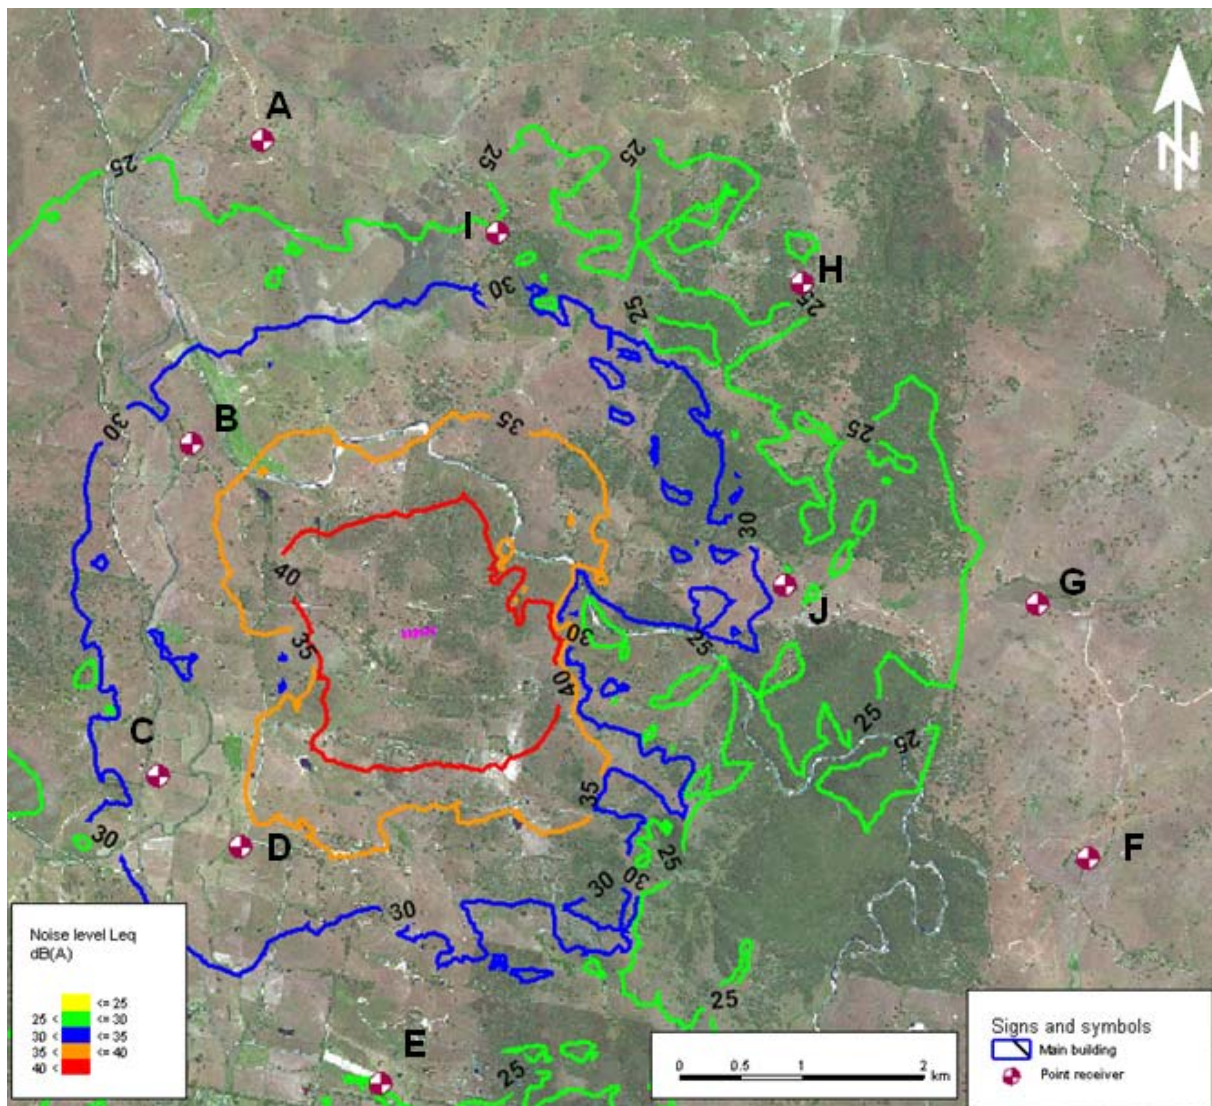 A
25
25
25
I
H
N
30
25
25
30
B
35
25
30
40
J
G
30
35
25
40
25
25
C
35
30
D
25
F
30
30
30
25
E
25
Noise level Leq
dB(A)
<= 25
25 < <= 30
30 < <= 35
35 < <= 40
40 <
0 0.5 1 2
km
Signs and symbols
Main building
Point receiver